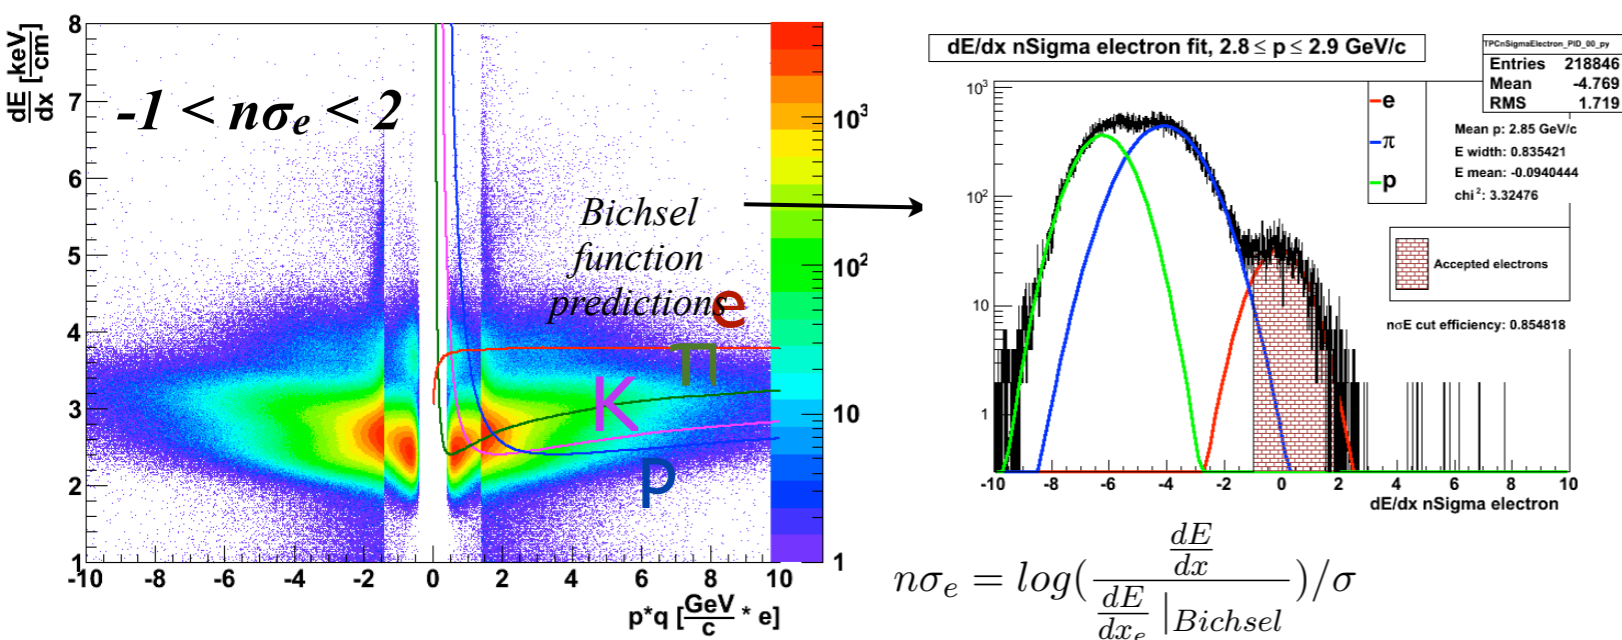 8
7
6
5
4
3
2
1
dE/dx [keV/cm]
-1 < nσe < 2
Bichsel
function
predictions
e
π
K
p
-10 -8 -6 -4 -2 0 2 4 6 8 10
p*q [GeV/c * e]
10³
10²
10
1
dE/dx nSigma electron fit, 2.8 ≤ p ≤ 2.9 GeV/c
TPCnSigmaElectron_PID_00_py
Entries 218846
Mean -4.769
RMS 1.719
e
π
p
Mean p: 2.85 GeV/c
E width: 0.835421
E mean: -0.0940444
chi²: 3.32476
Accepted electrons
nσE cut efficiency: 0.854818
10³
10²
10
1
-10 -8 -6 -4 -2 0 2 4 6 8 10
dE/dx nSigma electron
nσ_e = log( (dE/dx) / (dE/dx_e |Bichsel) )/σ